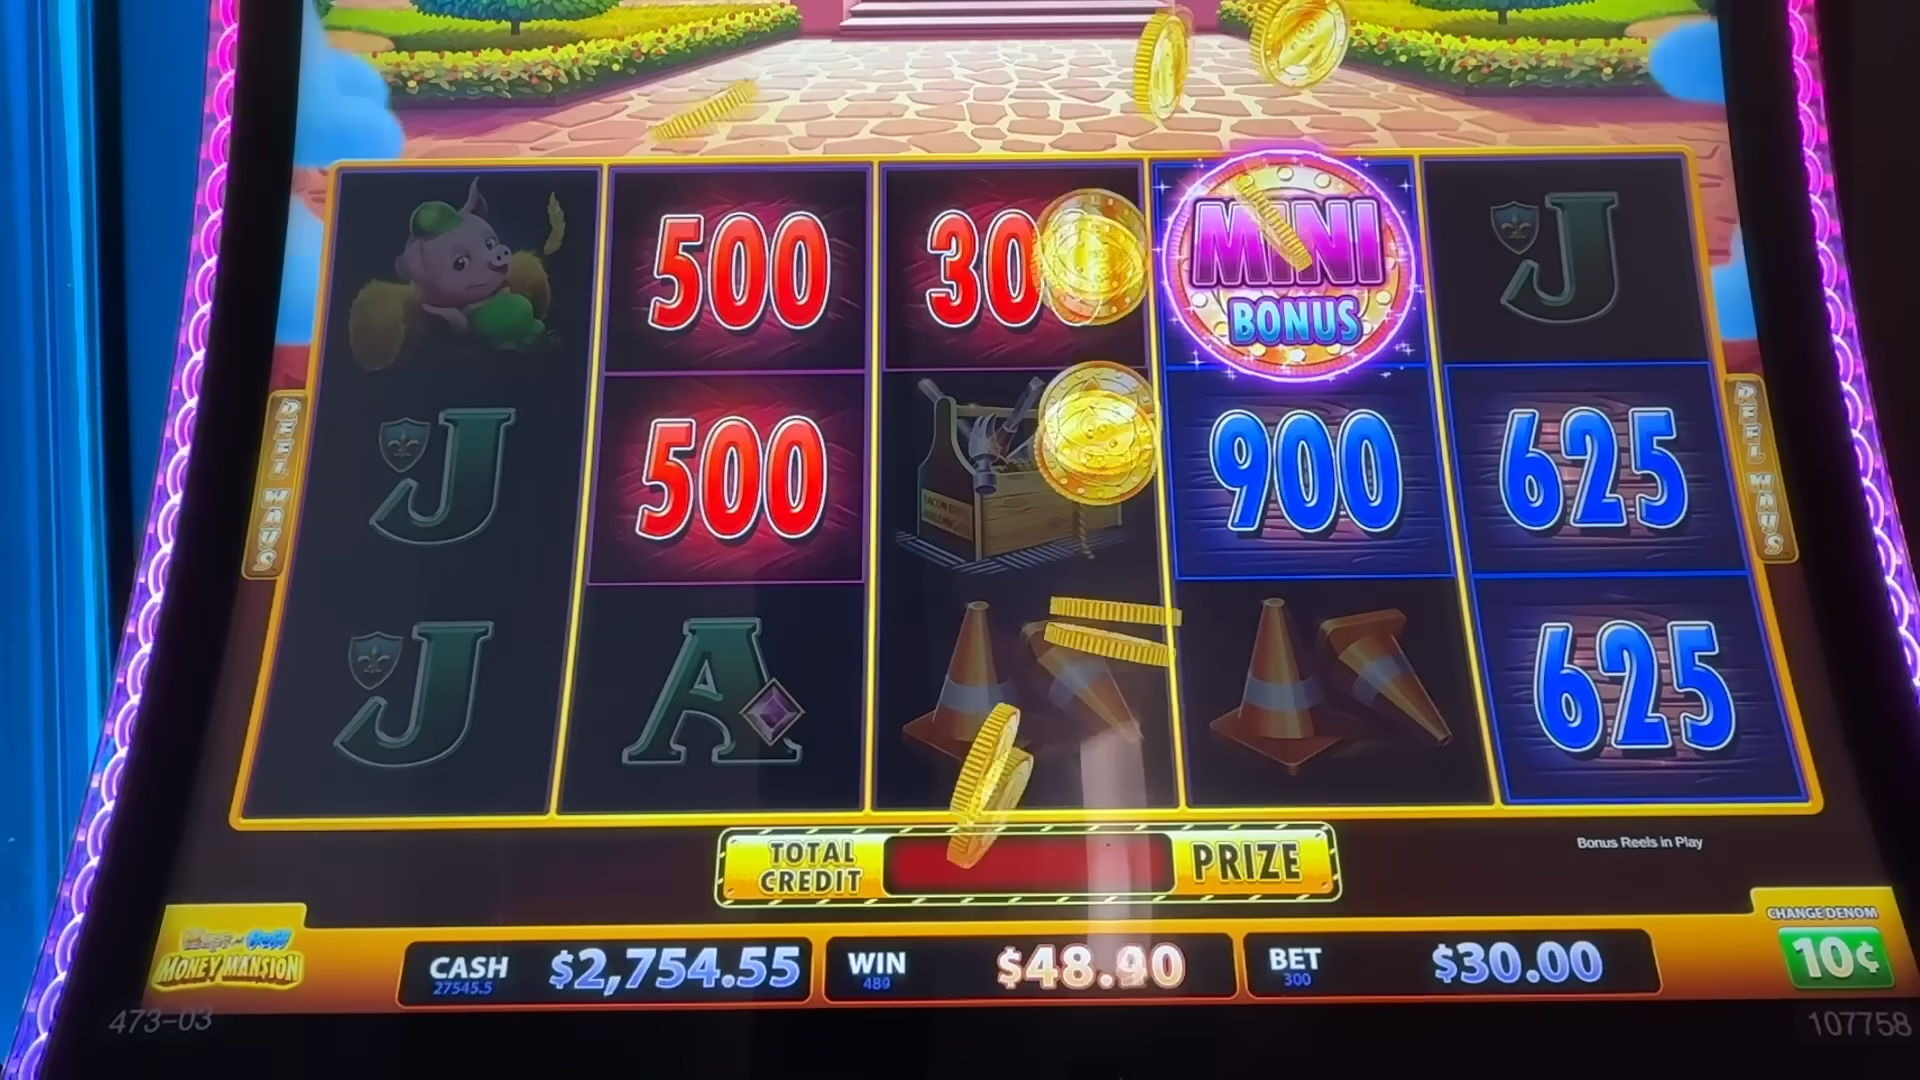 500
30
MINI
BONUS
J
J
500
900
625
J
A
625
REEL WAYS
REEL WAYS
TOTAL
CREDIT
PRIZE
Bonus Reels in Play
MONEY MANSION
CASH
27545.5
$2,754.55
WIN
489
$48.90
BET
300
$30.00
CHANGE DENOM
10¢
473-03
107758